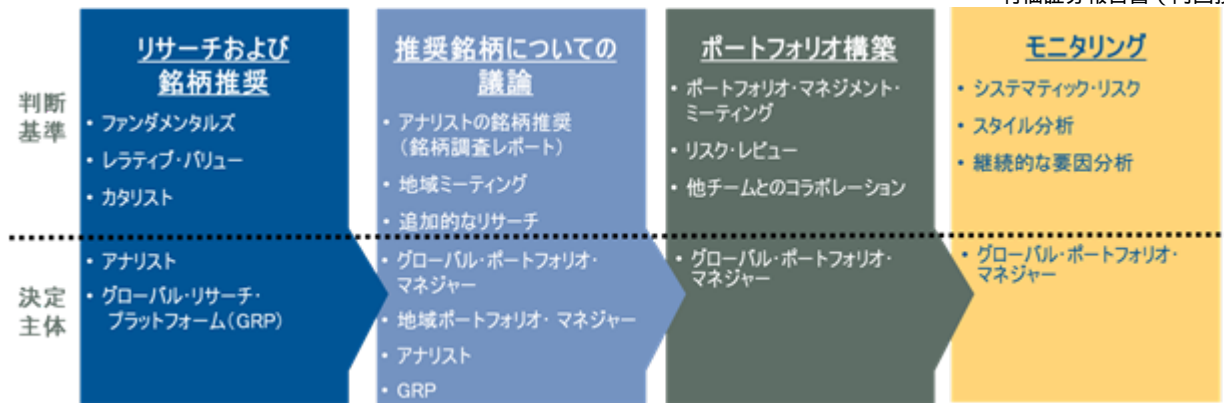 リサーチおよび
銘柄推奨
推奨銘柄についての
議論
ポートフォリオ構築
モニタリング
判断
基準
・ファンダメンタルズ
・レラティブ・バリュー
・カタリスト
・アナリストの銘柄推奨
(銘柄調査レポート)
・地域ミーティング
・追加的なリサーチ
・ポートフォリオ・マネジメント・
ミーティング
・リスク・レビュー
・他チームとのコラボレーション
・システマティック・リスク
・スタイル分析
・継続的な要因分析
決定
主体
・アナリスト
・グローバル・リサーチ・
プラットフォーム(GRP)
・グローバル・ポートフォリオ・
マネジャー
・地域ポートフォリオ・マネジャー
・アナリスト
・GRP
・グローバル・ポートフォリオ・
マネジャー
・グローバル・ポートフォリオ・
マネジャー